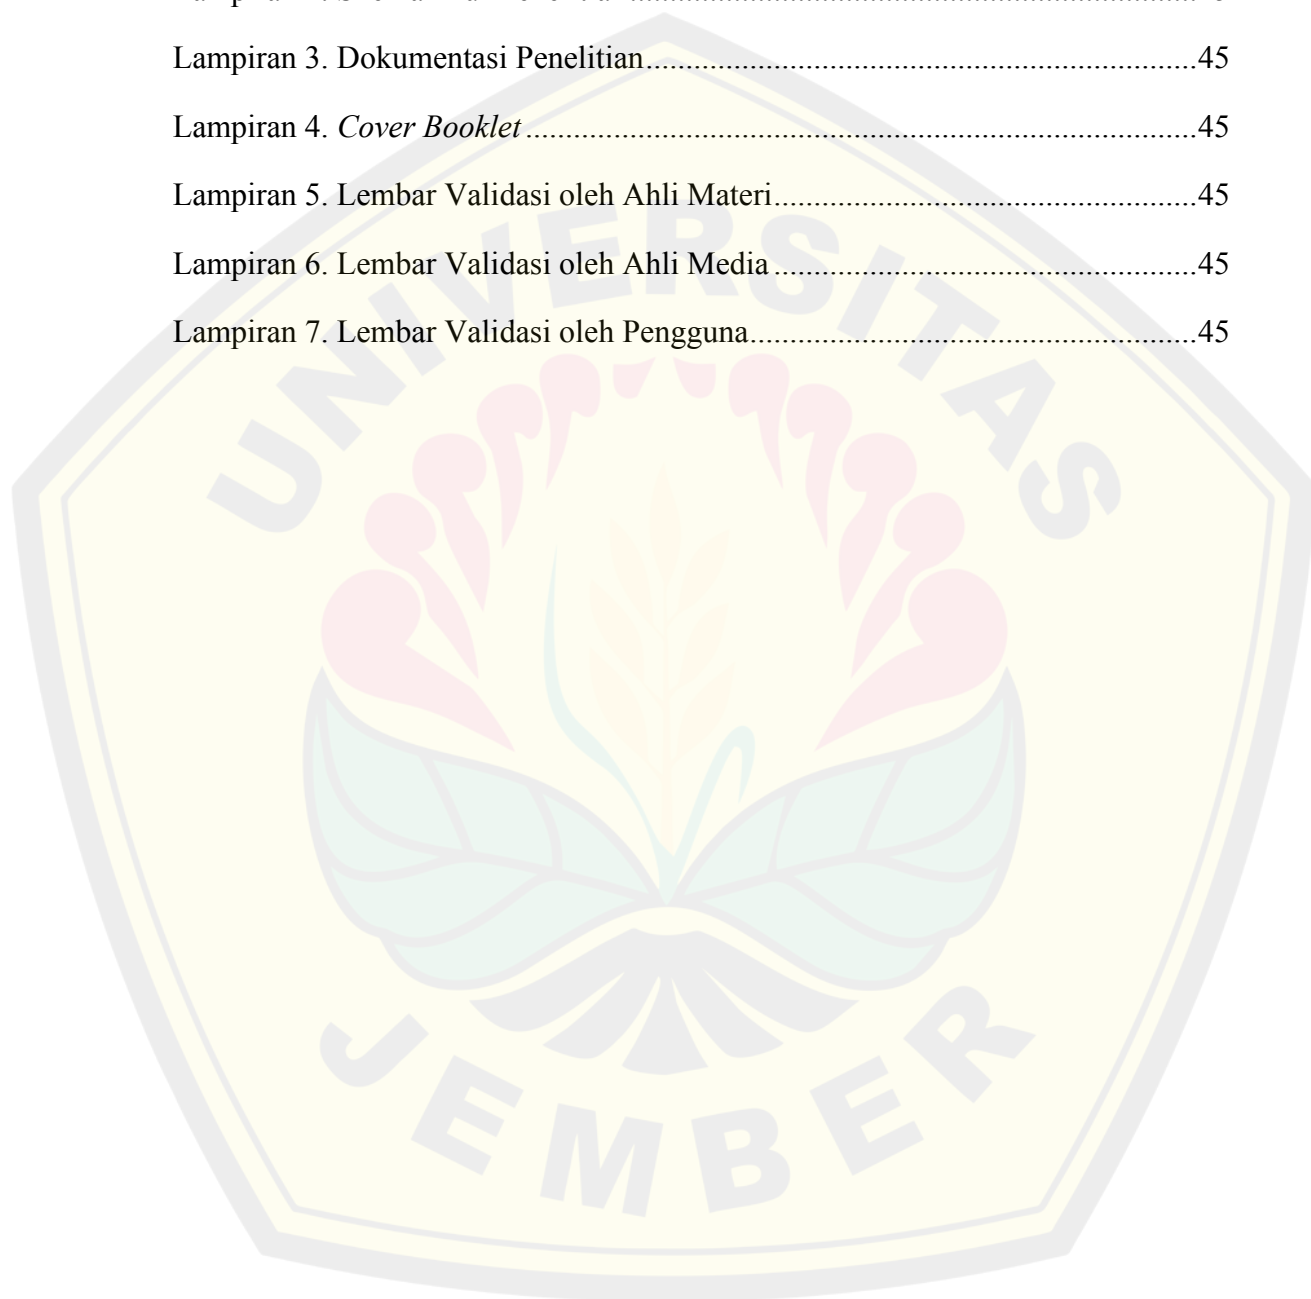 Lampiran 3. Dokumentasi Penelitian....................................................................45
Lampiran 4. Cover Booklet...................................................................................45
Lampiran 5. Lembar Validasi oleh Ahli Materi....................................................45
Lampiran 6. Lembar Validasi oleh Ahli Media....................................................45
Lampiran 7. Lembar Validasi oleh Pengguna.......................................................45
UNIVERSITAS
JEMBER